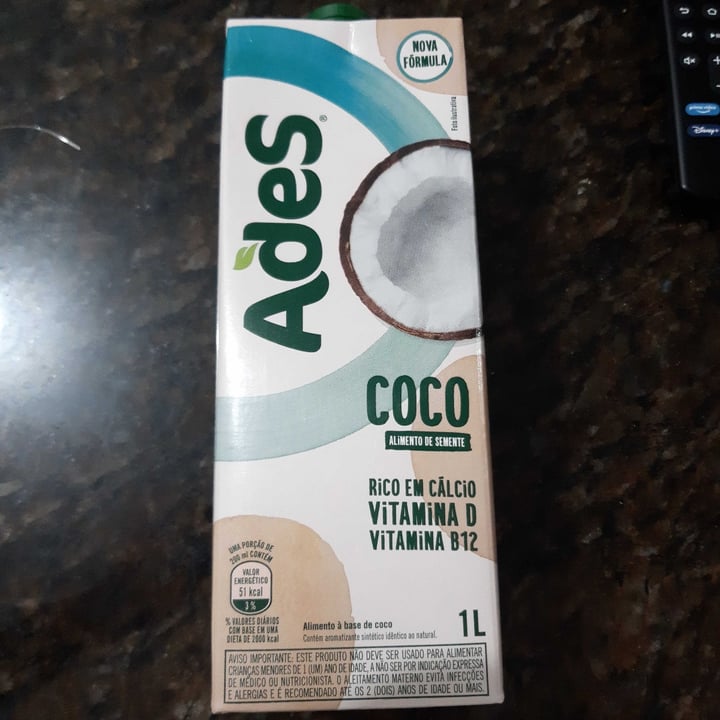 NOVA
FÓRMULA
Foto ilustrativa
AdeS®
COCO
ALIMENTO DE SEMENTE
RICO EM CÁLCIO
VITAMINA D
VITAMINA B12
UMA PORÇÃO DE
200 ml CONTÉM
VALOR
ENERGÉTICO
51 kcal
3%
% VALORES DIÁRIOS
COM BASE EM UMA
DIETA DE 2000 kcal
Alimento à base de coco
Contém aromatizante sintético idêntico ao natural.
1L
AVISO IMPORTANTE: ESTE PRODUTO NÃO DEVE SER USADO PARA ALIMENTAR
CRIANÇAS MENORES DE 1 (UM) ANO DE IDADE, A NÃO SER POR INDICAÇÃO EXPRESSA
DE MÉDICO OU NUTRICIONISTA. O ALEITAMENTO MATERNO EVITA INFECÇÕES
E ALERGIAS E É RECOMENDADO ATÉ OS 2 (DOIS) ANOS DE IDADE OU MAIS.
prime video
Disney+